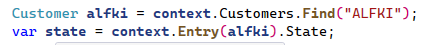 Customer alfki = context.Customers.Find("ALFKI");
var state = context.Entry(alfki).State;